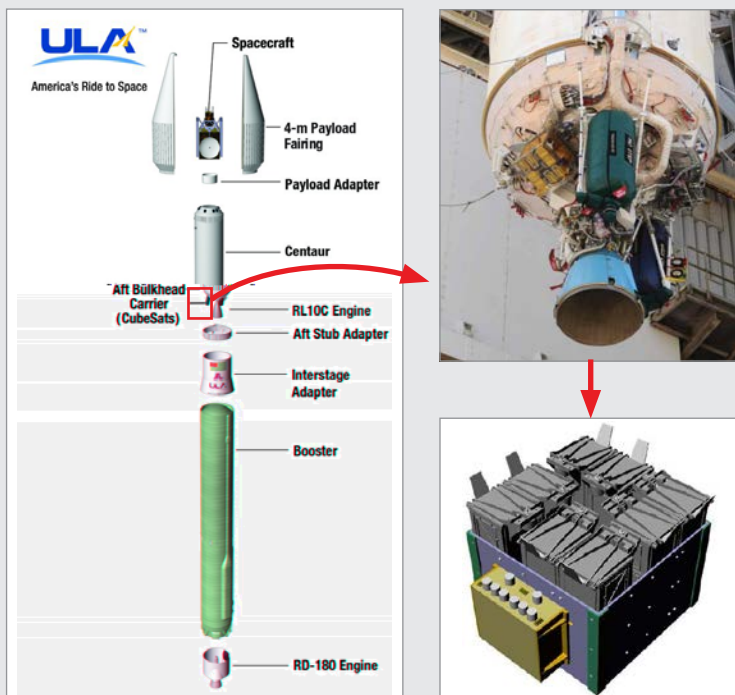 ULA™
America's Ride to Space
Spacecraft
4-m Payload
Fairing
Payload Adapter
Centaur
Aft Bulkhead
Carrier
(CubeSats)
RL10C Engine
Aft Stub Adapter
Interstage
Adapter
ULA
Booster
RD-180 Engine